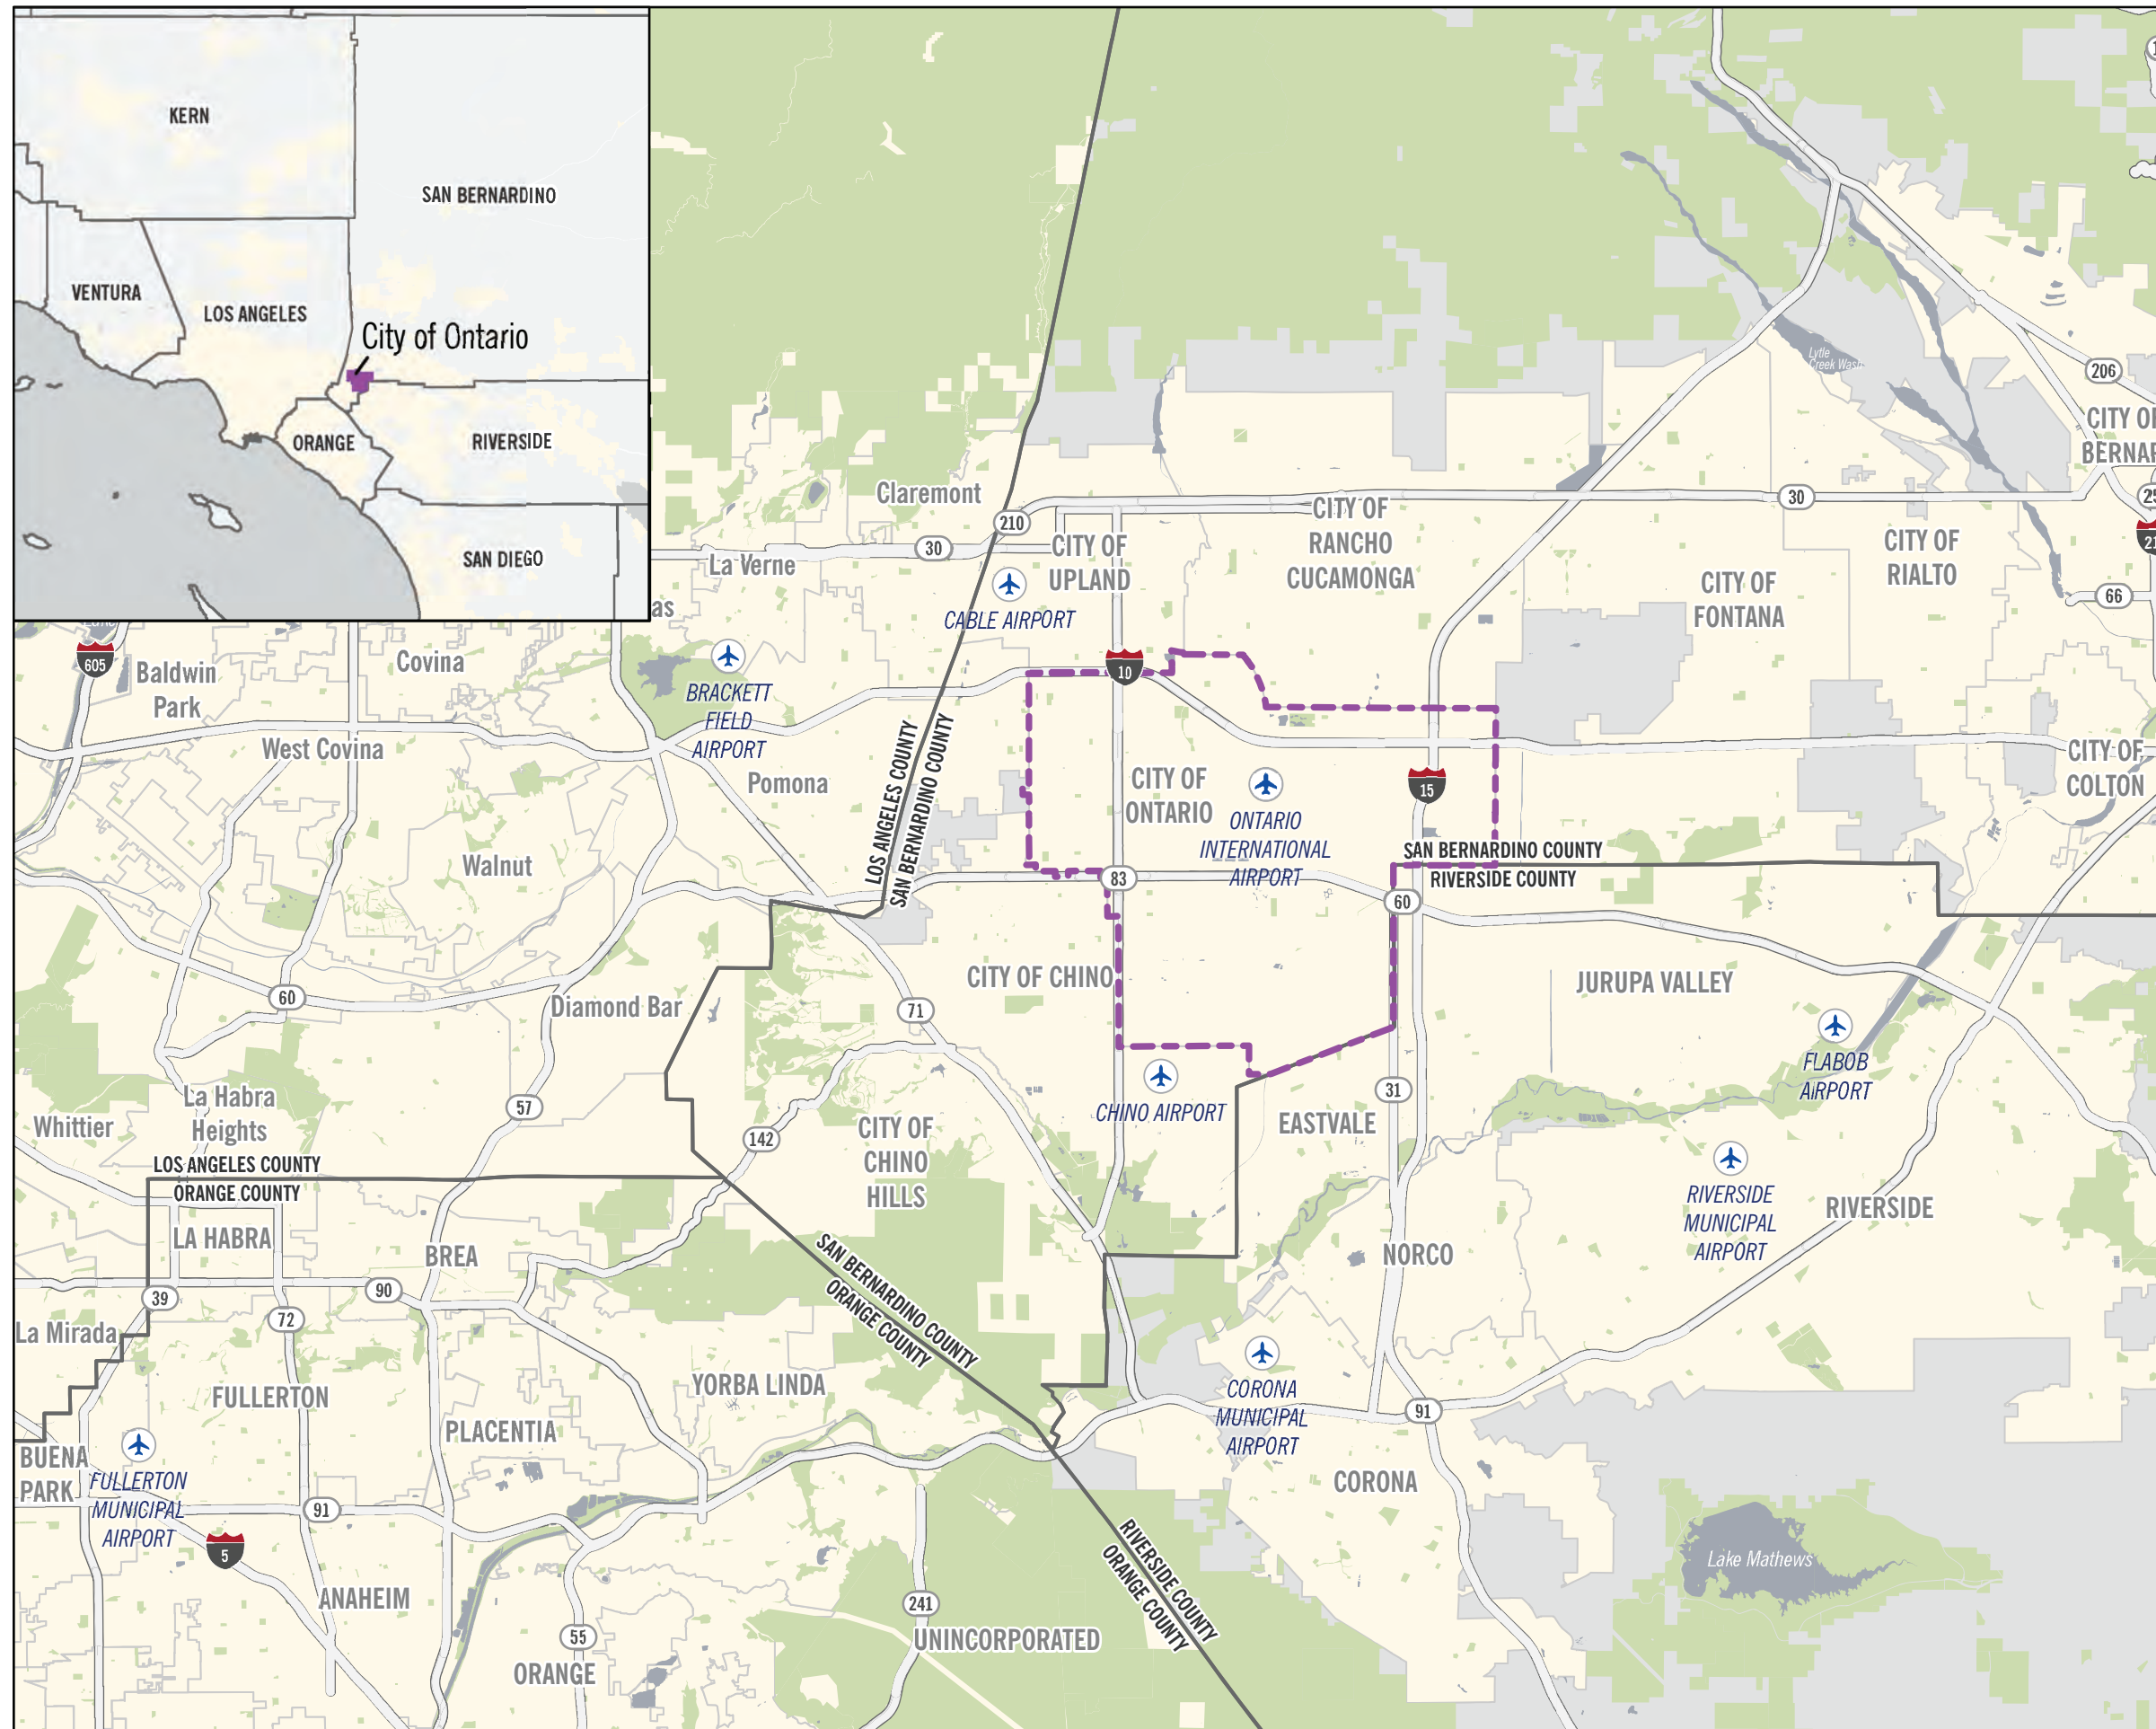 KERN
SAN BERNARDINO
VENTURA
LOS ANGELES
City of Ontario
ORANGE
RIVERSIDE
SAN DIEGO
Lytle
Creek Wash
206
CITY OF
Claremont
210
30
La Verne
CITY OF
UPLAND
CITY OF
RANCHO
CUCAMONGA
30
CITY OF
FONTANA
CITY OF
RIALTO
66
CABLE AIRPORT
as
605
Baldwin
Park
Covina
West Covina
BRACKETT
FIELD
AIRPORT
10
Pomona
LOS ANGELES COUNTY
SAN BERNARDINO COUNTY
CITY OF
ONTARIO
ONTARIO
INTERNATIONAL
AIRPORT
15
CITY OF
COLTON
Walnut
83
SAN BERNARDINO COUNTY
RIVERSIDE COUNTY
60
CITY OF CHINO
JURUPA VALLEY
60
Diamond Bar
71
FLABOB
AIRPORT
CHINO AIRPORT
31
EASTVALE
La Habra
Heights
Whittier
57
142
CITY OF
CHINO
HILLS
LOS ANGELES COUNTY
ORANGE COUNTY
LA HABRA
BREA
SAN BERNARDINO COUNTY
ORANGE COUNTY
NORCO
RIVERSIDE
MUNICIPAL
AIRPORT
RIVERSIDE
39
90
72
La Mirada
FULLERTON
YORBA LINDA
CORONA
MUNICIPAL
AIRPORT
91
PLACENTIA
BUENA
PARK
FULLERTON
MUNICIPAL
AIRPORT
CORONA
91
5
ANAHEIM
RIVERSIDE COUNTY
ORANGE COUNTY
Lake Mathews
241
55
UNINCORPORATED
ORANGE